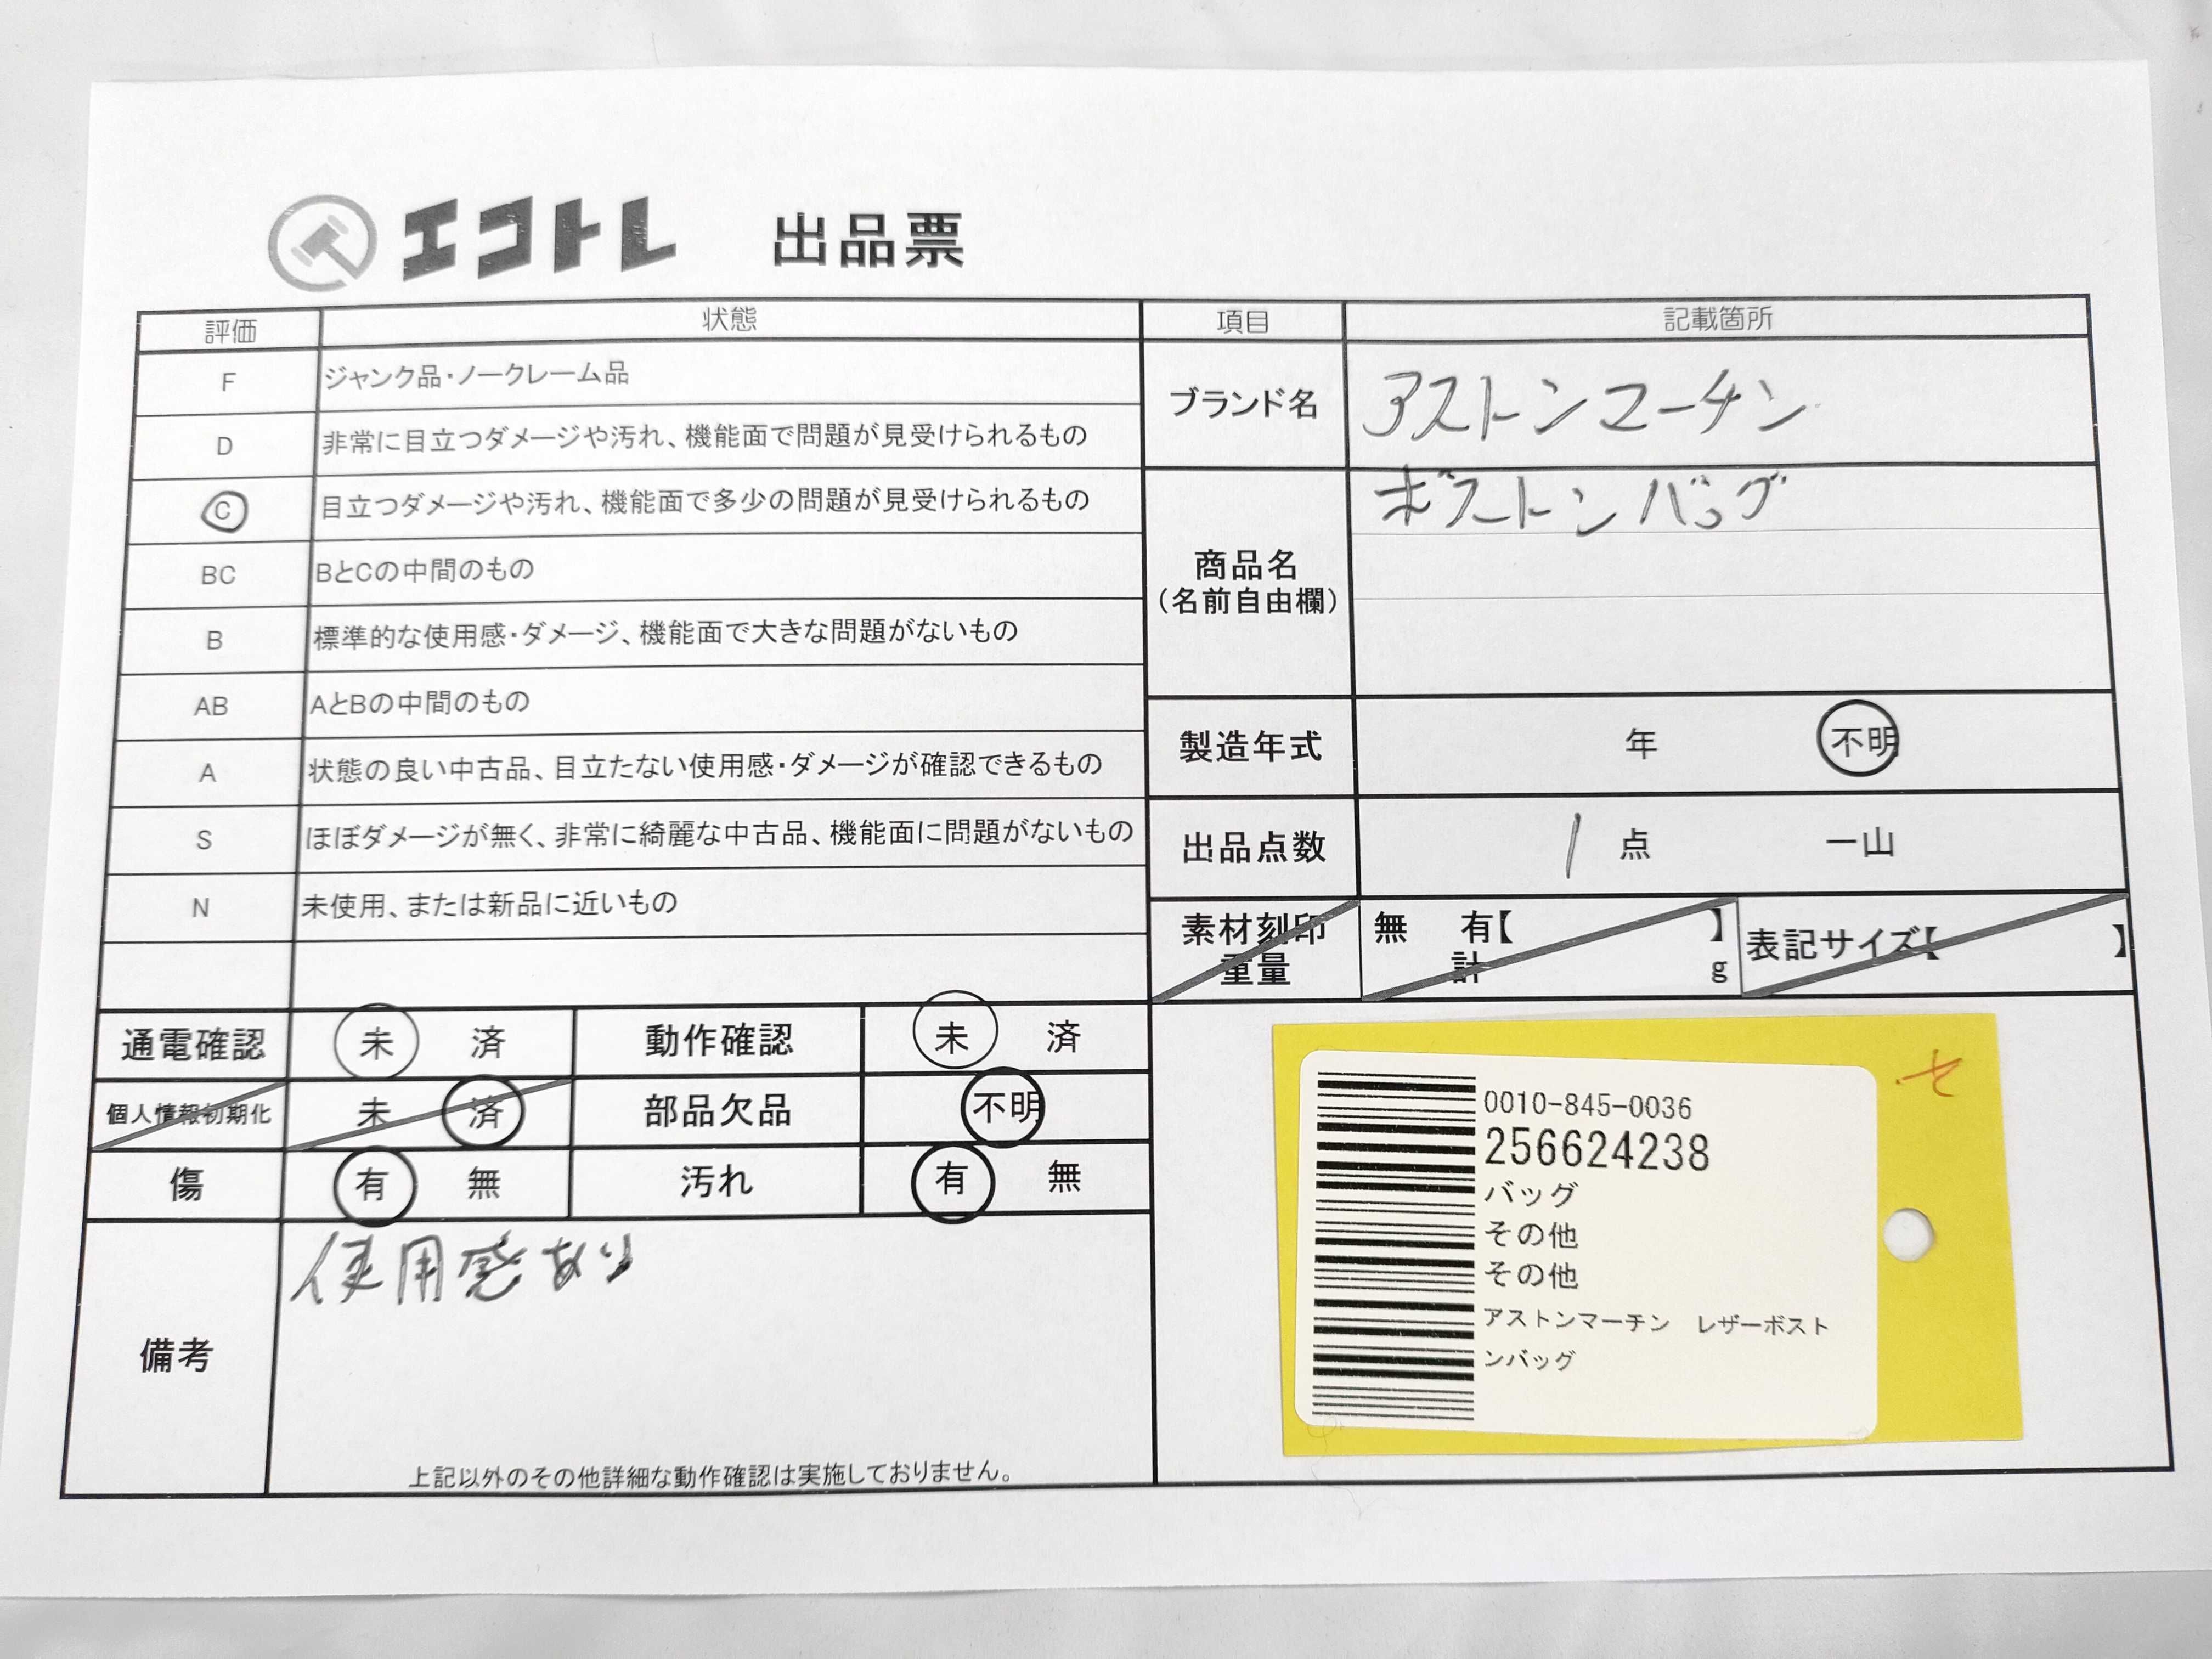 エコトレ 出品票
評価 状態 項目 記載箇所
F ジャンク品・ノークレーム品
D 非常に目立つダメージや汚れ、機能面で問題が見受けられるもの
C 目立つダメージや汚れ、機能面で多少の問題が見受けられるもの
BC BとCの中間のもの
B 標準的な使用感・ダメージ、機能面で大きな問題がないもの
AB AとBの中間のもの
A 状態の良い中古品、目立たない使用感・ダメージが確認できるもの
S ほぼダメージが無く、非常に綺麗な中古品、機能面に問題がないもの
N 未使用、または新品に近いもの
ブランド名 アストンマーチン
商品名 ボストンバッグ
(名前自由欄)
製造年式 年 不明
出品点数 1 点 一山
素材刻印 無 有【 】 表記サイズ【 】
重量 計 g
通電確認 未 済 動作確認 未 済
個人情報初期化 未 済 部品欠品 不明
傷 有 無 汚れ 有 無
備考 使用感あり
上記以外のその他詳細な動作確認は実施しておりません。
0010-845-0036
256624238
バッグ
その他
その他
アストンマーチン レザーボスト
ンバッグ